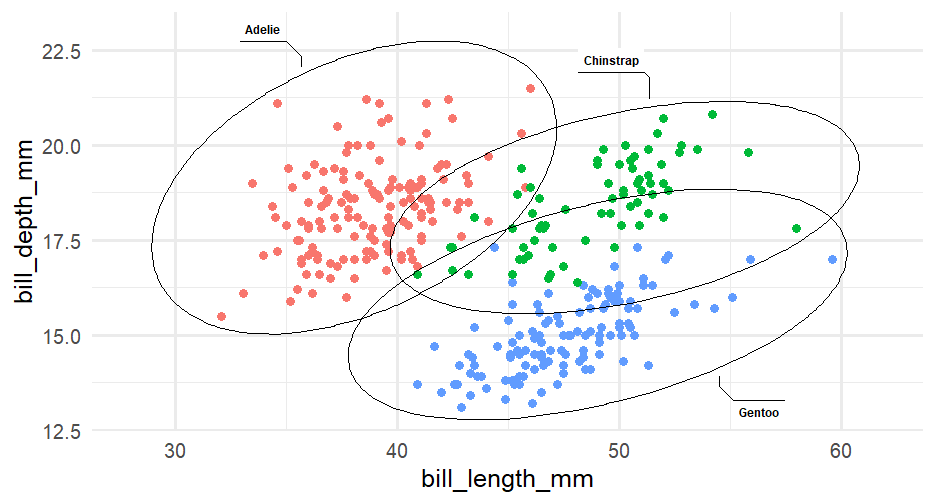 Adelie
Chinstrap
Gentoo
22.5
20.0
17.5
15.0
12.5
bill_depth_mm
30 40 50 60
bill_length_mm